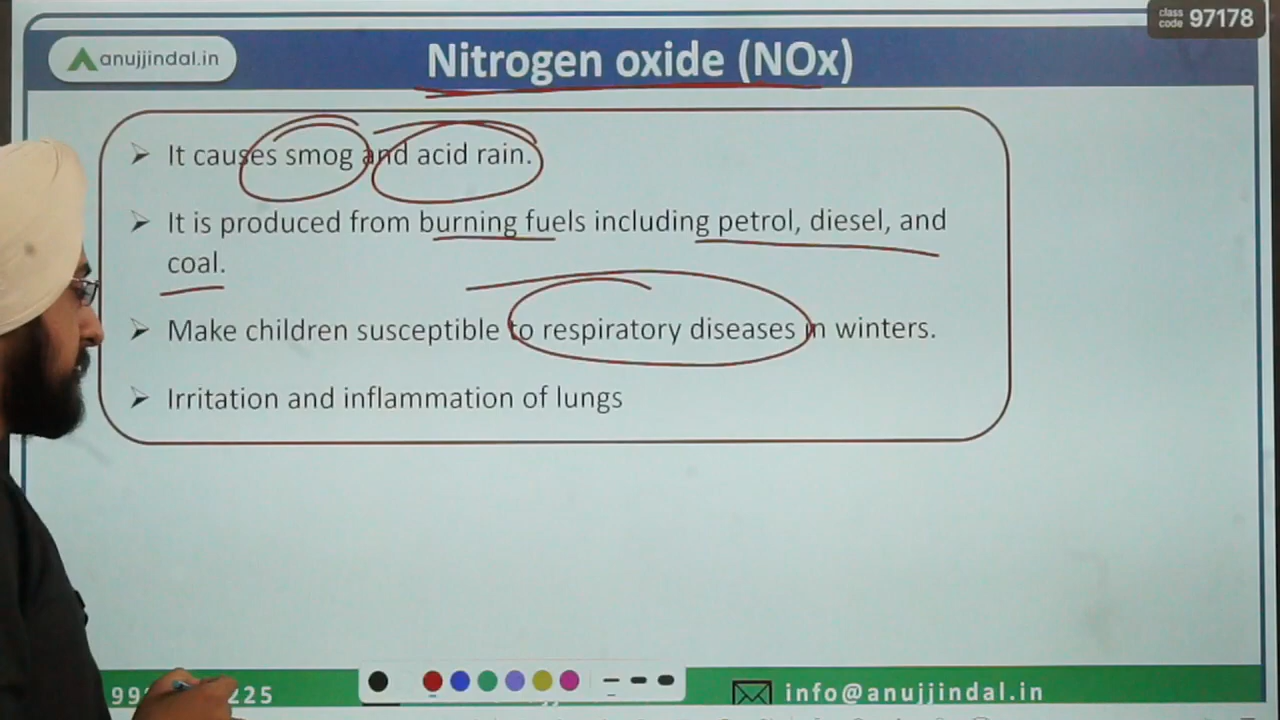 class code 97178
anujjindal.in
Nitrogen oxide (NOx)
It causes smog and acid rain.
It is produced from burning fuels including petrol, diesel, and
coal.
Make children susceptible to respiratory diseases in winters.
Irritation and inflammation of lungs
info@anujjindal.in